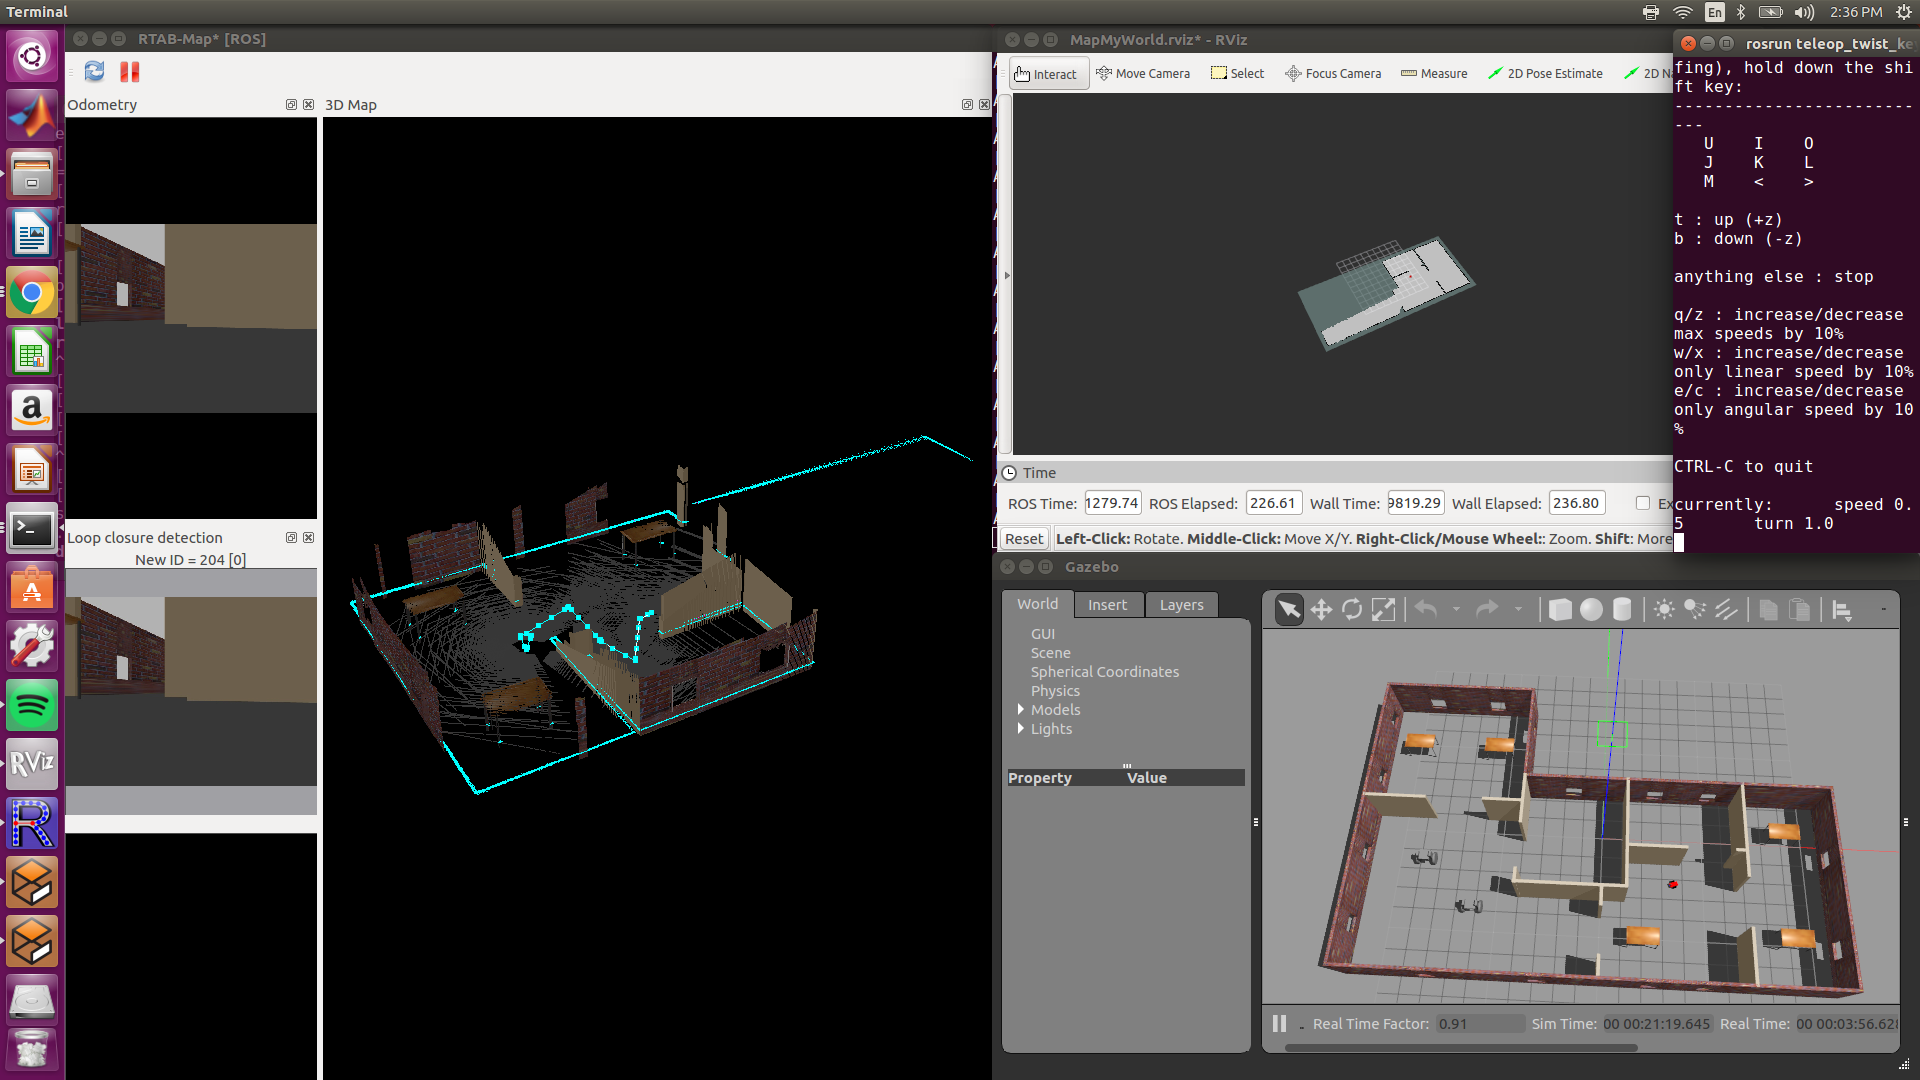 Terminal
En
2:36 PM
RTAB-Map* [ROS]
Odometry
3D Map
Loop closure detection
New ID = 204 [0]
MapMyWorld.rviz* - RViz
Interact
Move Camera
Select
Focus Camera
Measure
2D Pose Estimate
2D N
Time
ROS Time: 1279.74 ROS Elapsed: 226.61 Wall Time: 9819.29 Wall Elapsed: 236.80 Ex
Reset Left-Click: Rotate. Middle-Click: Move X/Y. Right-Click/Mouse Wheel:: Zoom. Shift: More
rosrun teleop_twist_ke
fing), hold down the shi
ft key:
------------------------
---
U I O
J K L
M < >
t : up (+z)
b : down (-z)
anything else : stop
q/z : increase/decrease
max speeds by 10%
w/x : increase/decrease
only linear speed by 10%
e/c : increase/decrease
only angular speed by 10
%
CTRL-C to quit
currently: speed 0.
5 turn 1.0
Gazebo
World Insert Layers
GUI
Scene
Spherical Coordinates
Physics
Models
Lights
Property Value
Real Time Factor: 0.91 Sim Time: 00 00:21:19.645 Real Time: 00 00:03:56.628
RViz